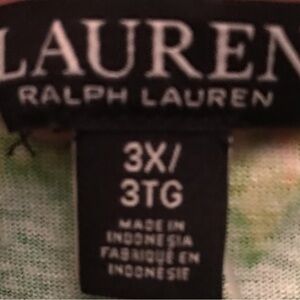 LAUREN
RALPH LAUREN
3X/
3TG
MADE IN
INDONESIA
FABRIQUÉ EN
INDONÉSIE